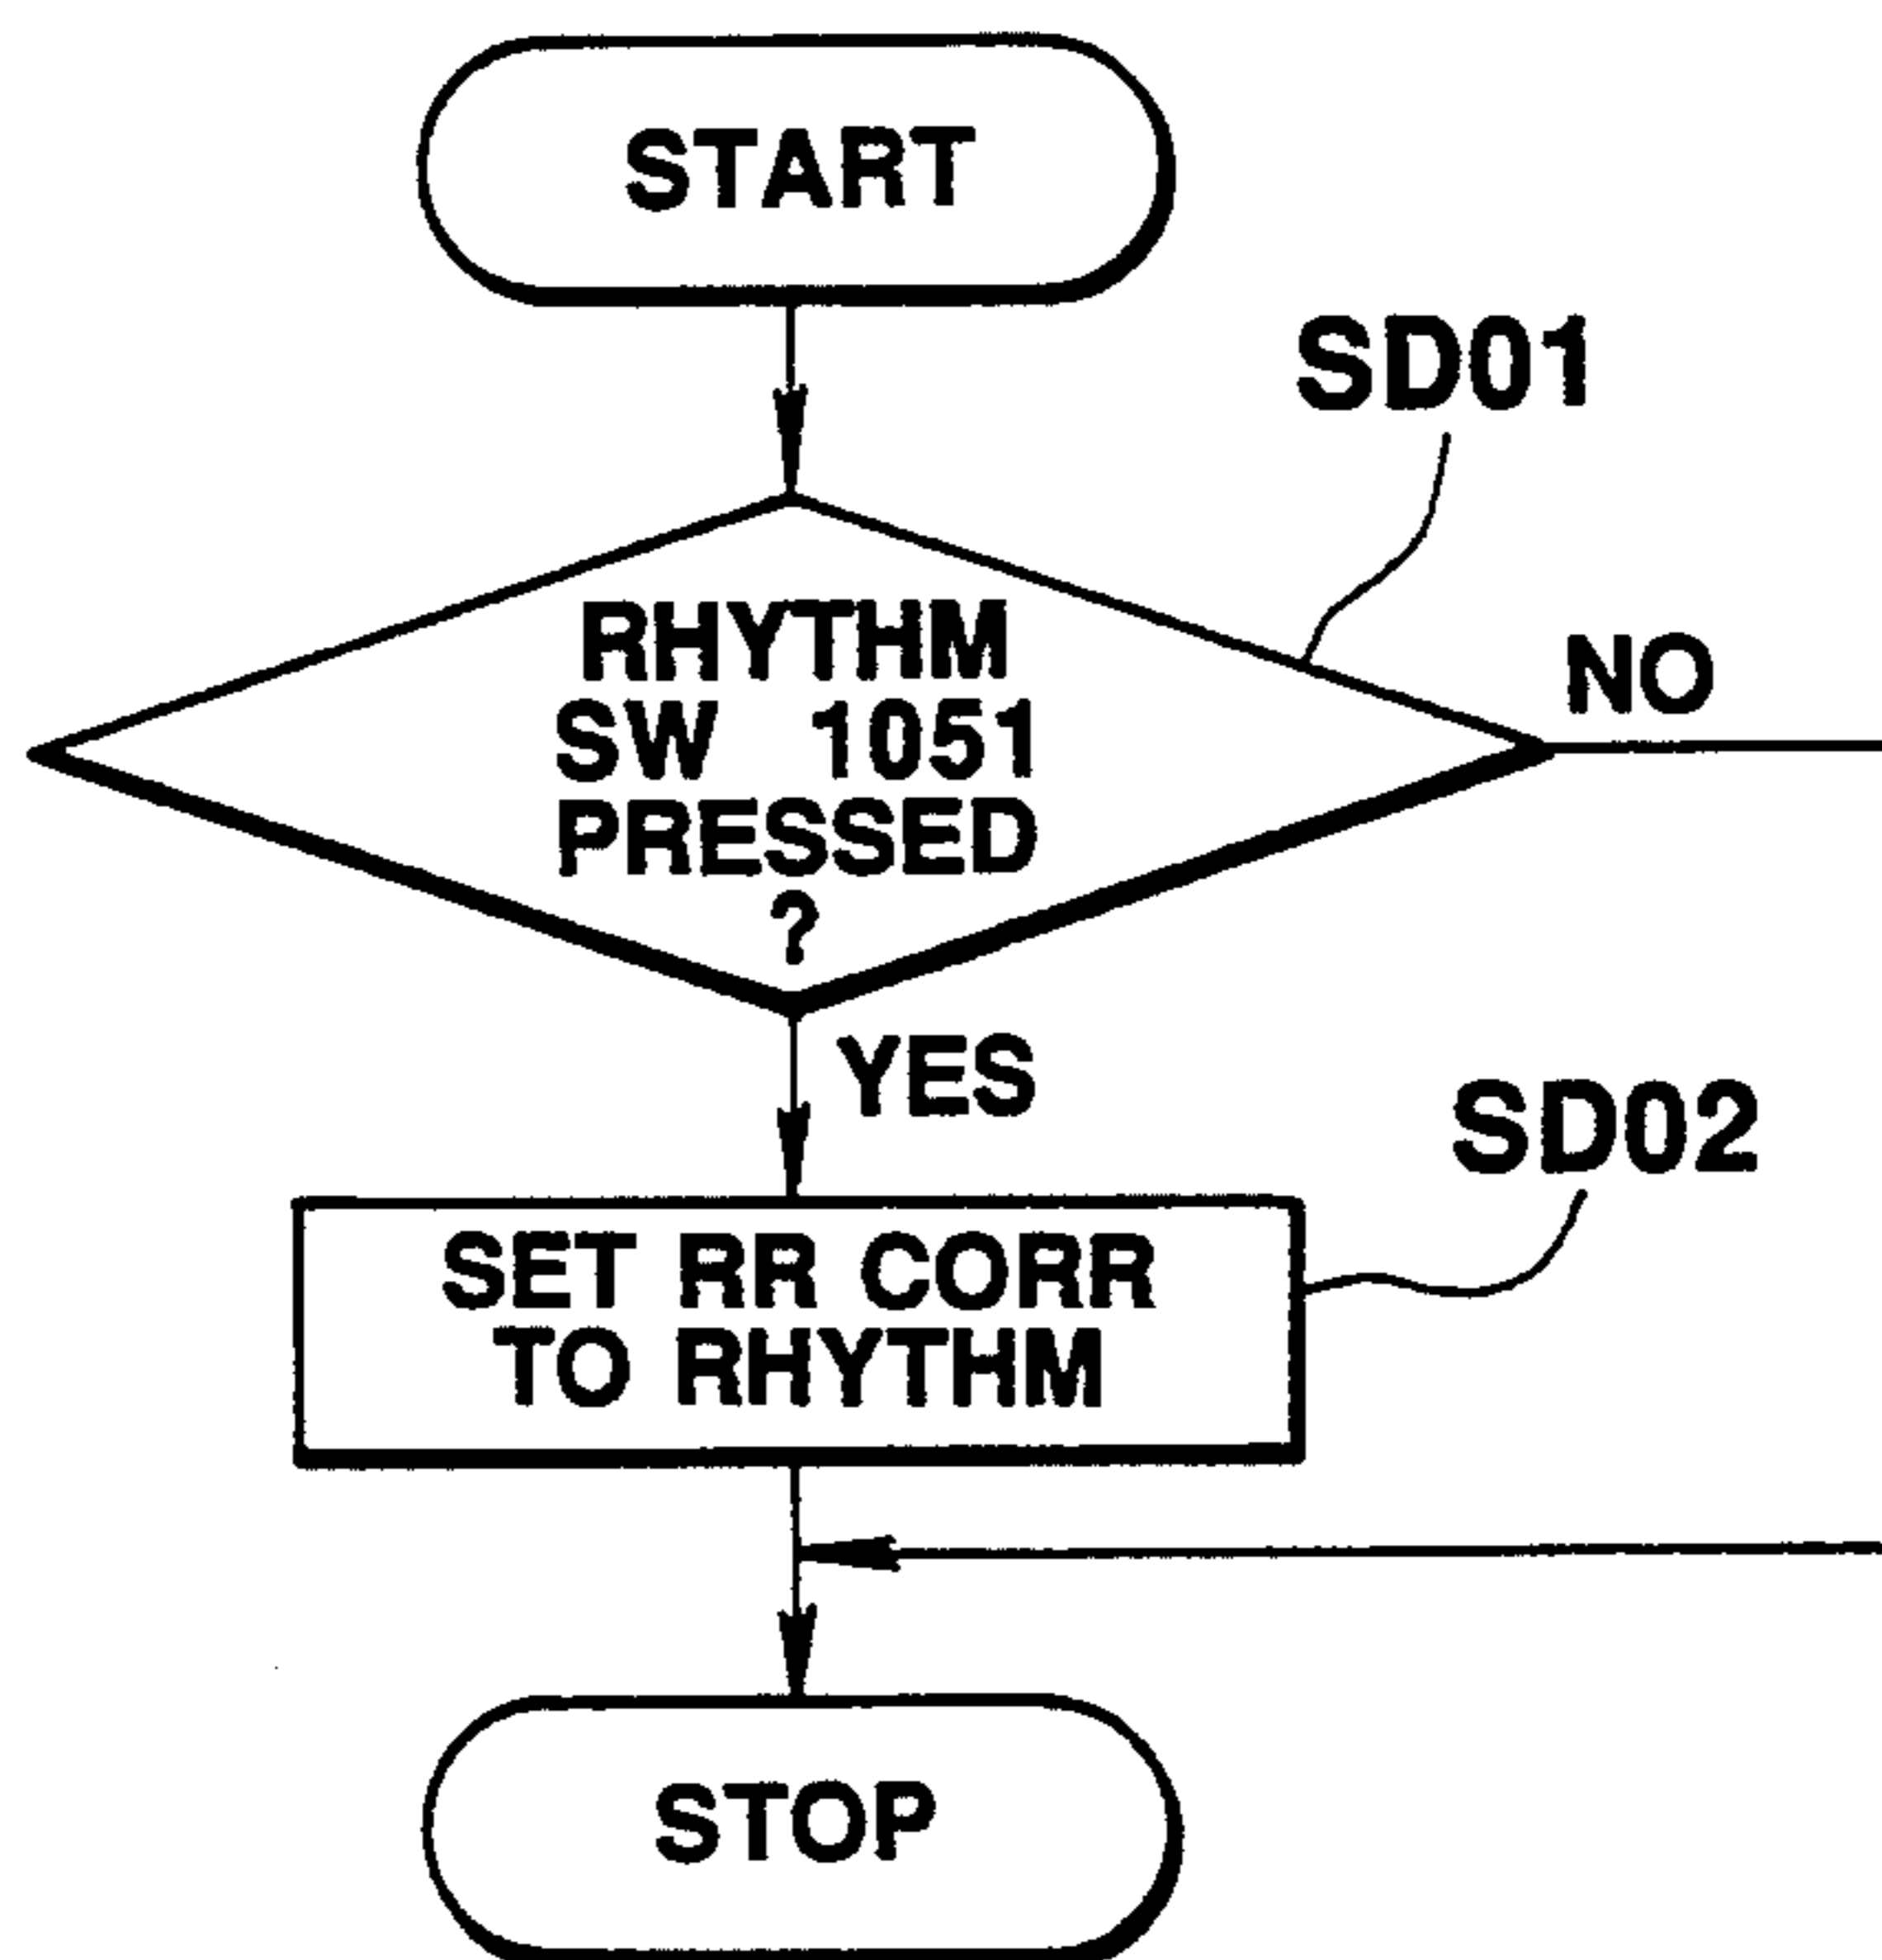 START
SD01
RHYTHM
SW 1051
PRESSED
?
NO
YES
SD02
SET RR CORR
TO RHYTHM
STOP